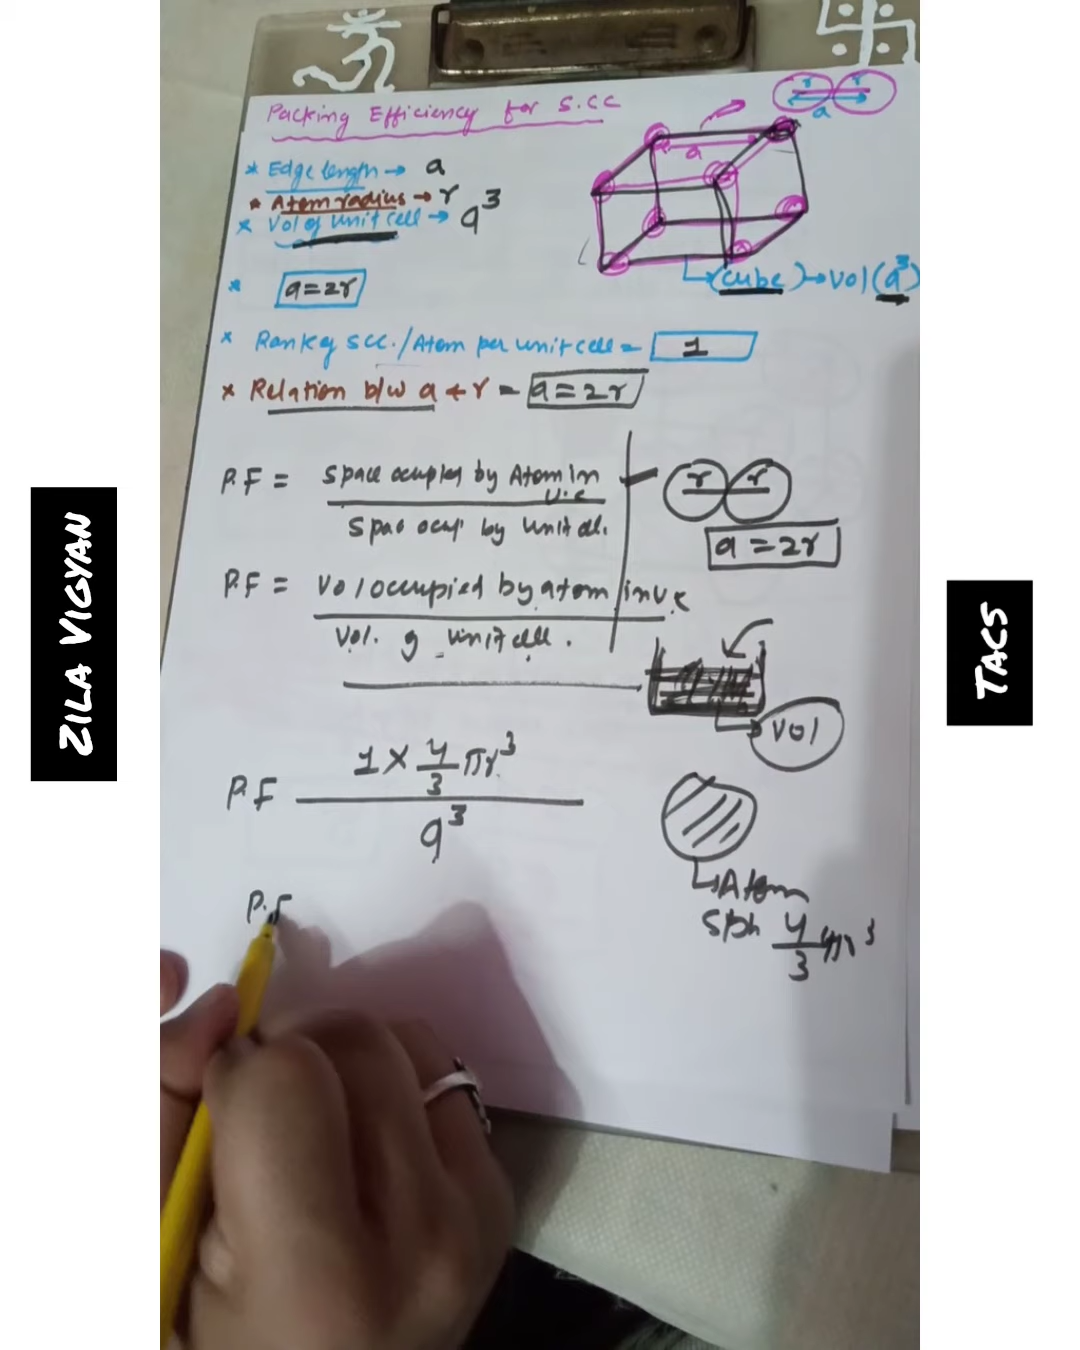 ॐ
Packing Efficiency for S.CC
r r
a
a
* Edge length → a
* Atom radius → r
* Vol of unit cell → a³
(cube) → vol (a³)
* a=2r
* Rank of scc. / Atom per unit cell = 1
* Relation b/w a & r = a=2r
P.F = Space occupied by Atom in u.c
Spac occup by Unit cell.
r r
a=2r
P.F = Vol occupied by atom in u.c
Vol. of unit cell.
Vol
P.F 1 × 4/3 πr³
a³
Atom
Sph 4/3 πr³
P.F
ZILA VIGYAN
TACS